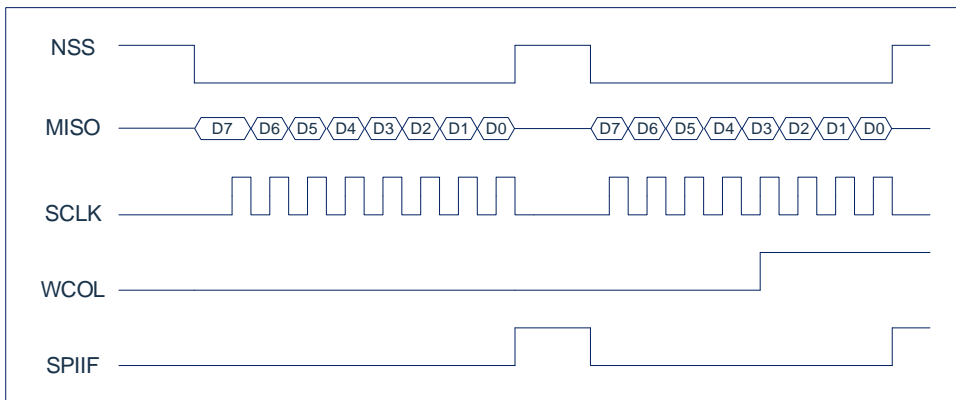 NSS
MISO D7 D6 D5 D4 D3 D2 D1 D0 D7 D6 D5 D4 D3 D2 D1 D0
SCLK
WCOL
SPIIF